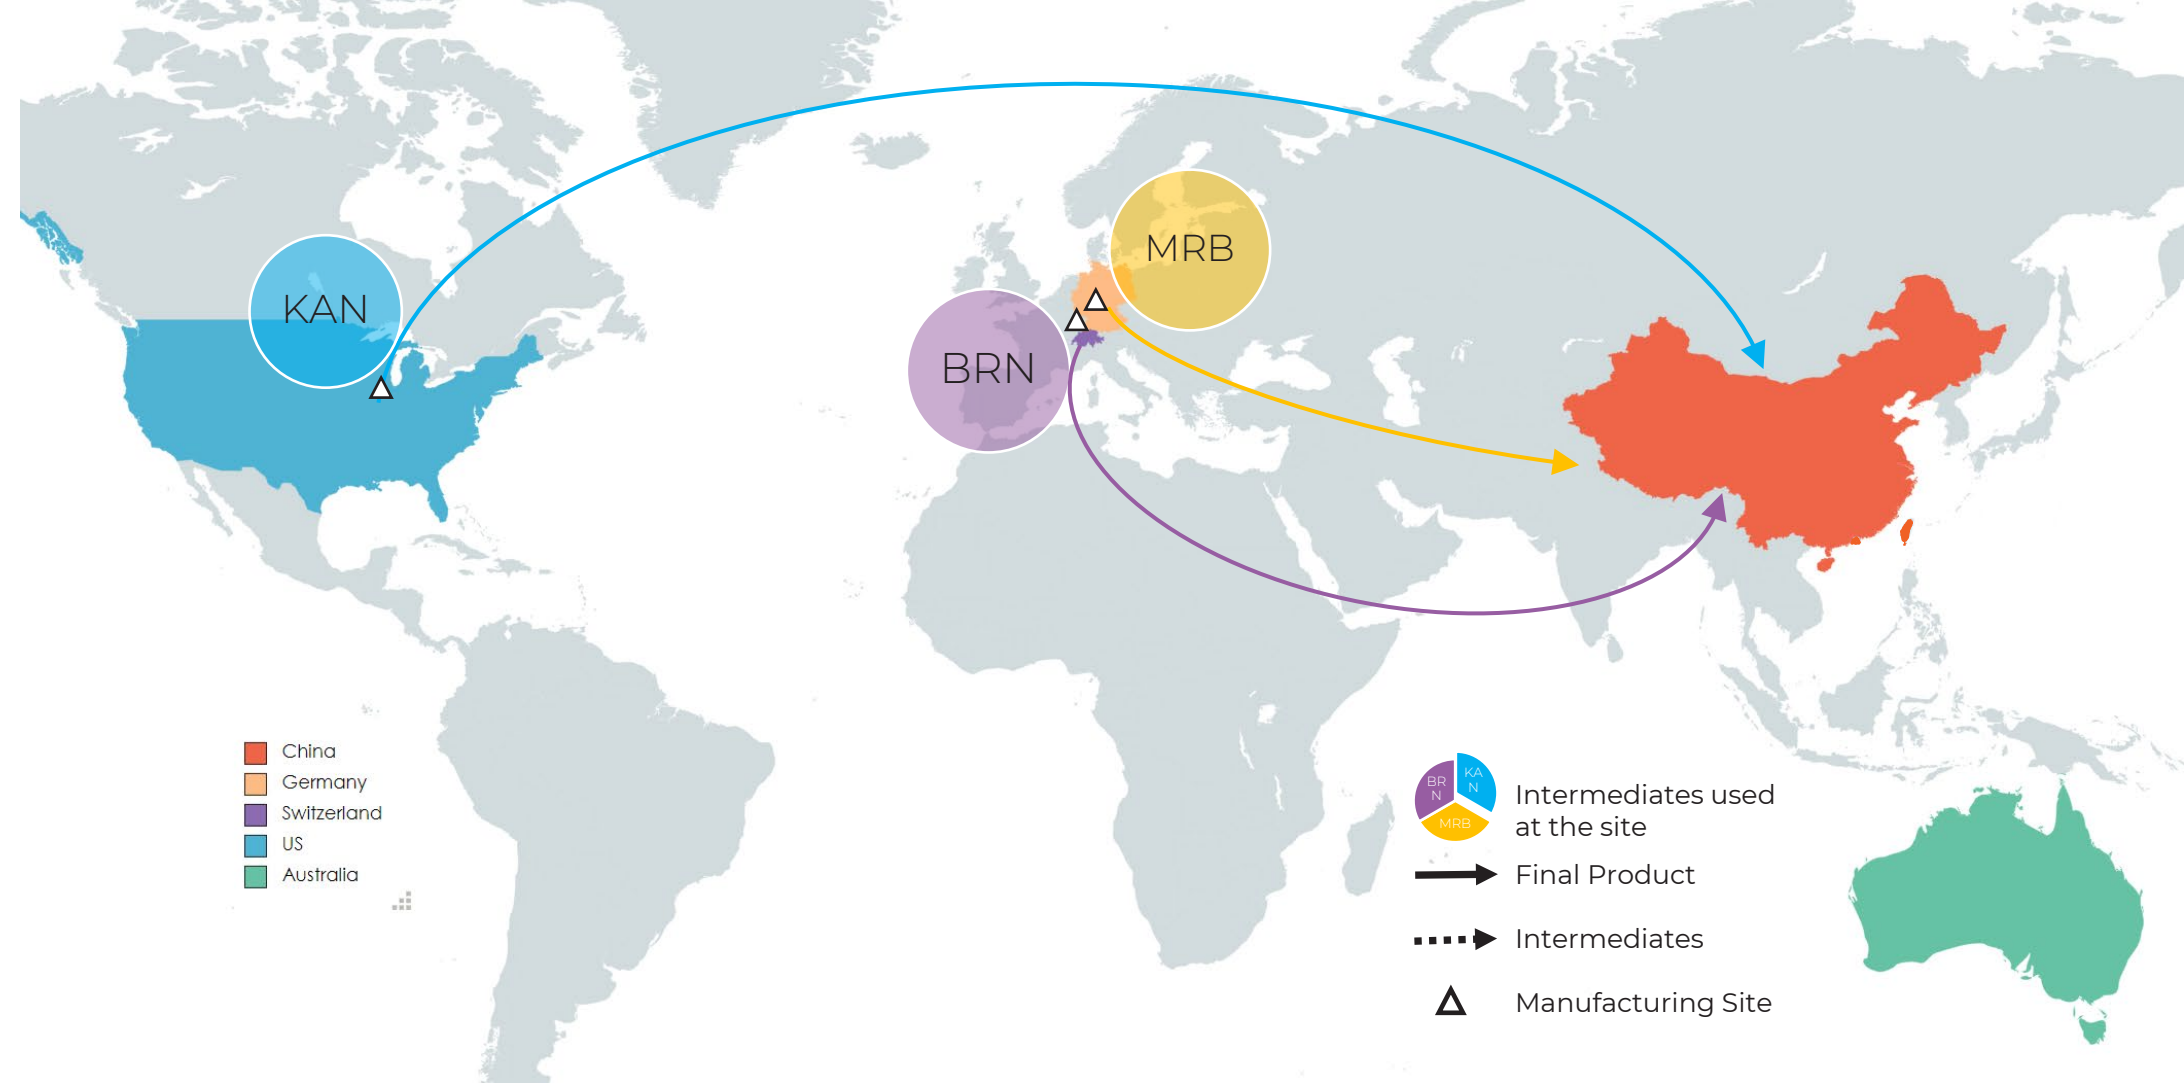 KAN
MRB
BRN
China
Germany
Switzerland
US
Australia
BR
N
KA
N
MRB
Intermediates used
at the site
Final Product
Intermediates
Manufacturing Site